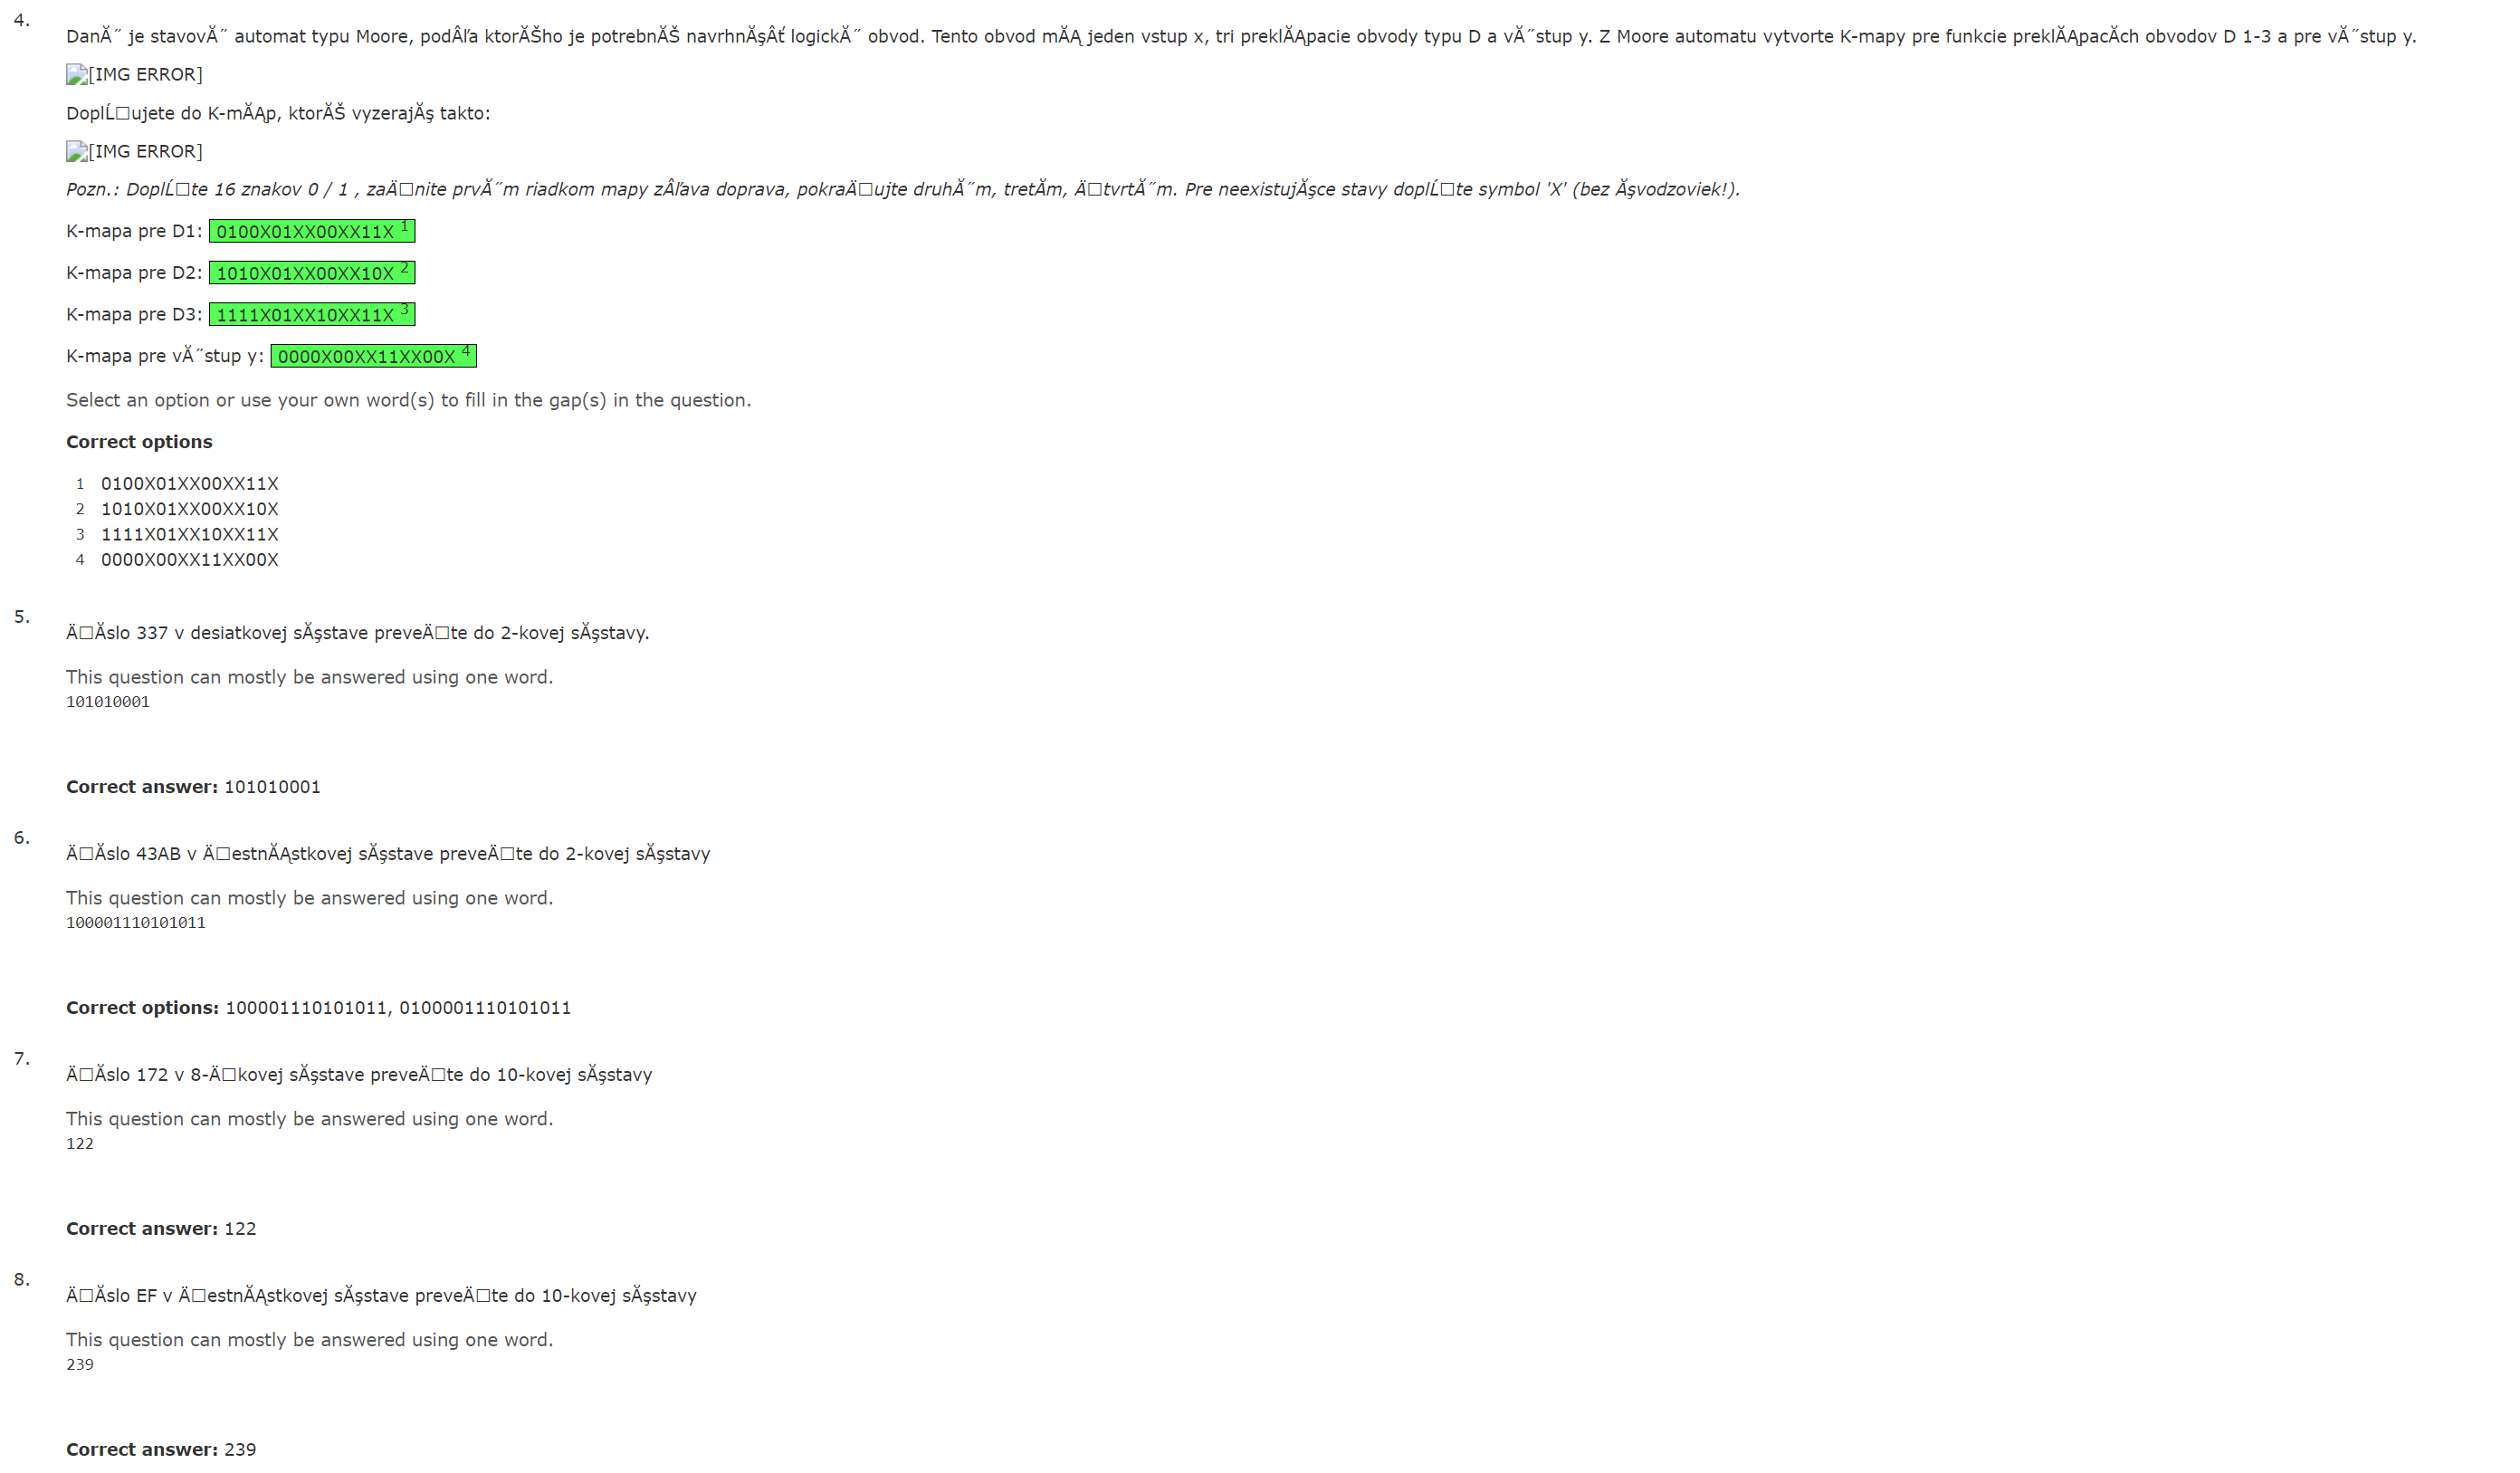 4.
DanĂ˝ je stavovĂ˝ automat typu Moore, podÂľa ktorĂŠho je potrebnĂŠ navrhnĂşÂť logickĂ˝ obvod. Tento obvod mĂĄ jeden vstup x, tri preklĂĄpacie obvody typu D a vĂ˝stup y. Z Moore automatu vytvorte K-mapy pre funkcie preklĂĄpacĂch obvodov D 1-3 a pre vĂ˝stup y.
[IMG ERROR]
DoplĹ□ujete do K-mĂĄp, ktorĂŠ vyzerajĂş takto:
[IMG ERROR]
Pozn.: DoplĹ□te 16 znakov 0 / 1 , zaÄ□nite prvĂ˝m riadkom mapy zÂľava doprava, pokraÄ□ujte druhĂ˝m, tretĂm, Ä□tvrtĂ˝m. Pre neexistujĂşce stavy doplĹ□te symbol 'X' (bez Ăşvodzoviek!).
K-mapa pre D1: 0100X01XX00XX11X 1
K-mapa pre D2: 1010X01XX00XX10X 2
K-mapa pre D3: 1111X01XX10XX11X 3
K-mapa pre vĂ˝stup y: 0000X00XX11XX00X 4
Select an option or use your own word(s) to fill in the gap(s) in the question.
Correct options
1 0100X01XX00XX11X
2 1010X01XX00XX10X
3 1111X01XX10XX11X
4 0000X00XX11XX00X
5.
Ä□Ăslo 337 v desiatkovej sĂşstave preveÄ□te do 2-kovej sĂşstavy.
This question can mostly be answered using one word.
101010001
Correct answer: 101010001
6.
Ä□Ăslo 43AB v Ä□estnĂĄstkovej sĂşstave preveÄ□te do 2-kovej sĂşstavy
This question can mostly be answered using one word.
100001110101011
Correct options: 100001110101011, 0100001110101011
7.
Ä□Ăslo 172 v 8-Ä□kovej sĂşstave preveÄ□te do 10-kovej sĂşstavy
This question can mostly be answered using one word.
122
Correct answer: 122
8.
Ä□Ăslo EF v Ä□estnĂĄstkovej sĂşstave preveÄ□te do 10-kovej sĂşstavy
This question can mostly be answered using one word.
239
Correct answer: 239